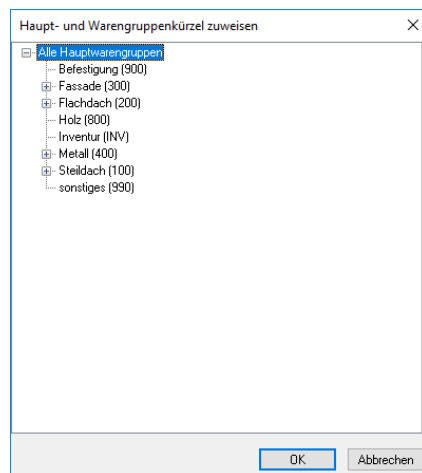 Haupt- und Warengruppenkürzel zuweisen
Alle Hauptwarengruppen
Befestigung (900)
Fassade (300)
Flachdach (200)
Holz (800)
Inventur (INV)
Metall (400)
Steildach (100)
sonstiges (990)
OK Abbrechen